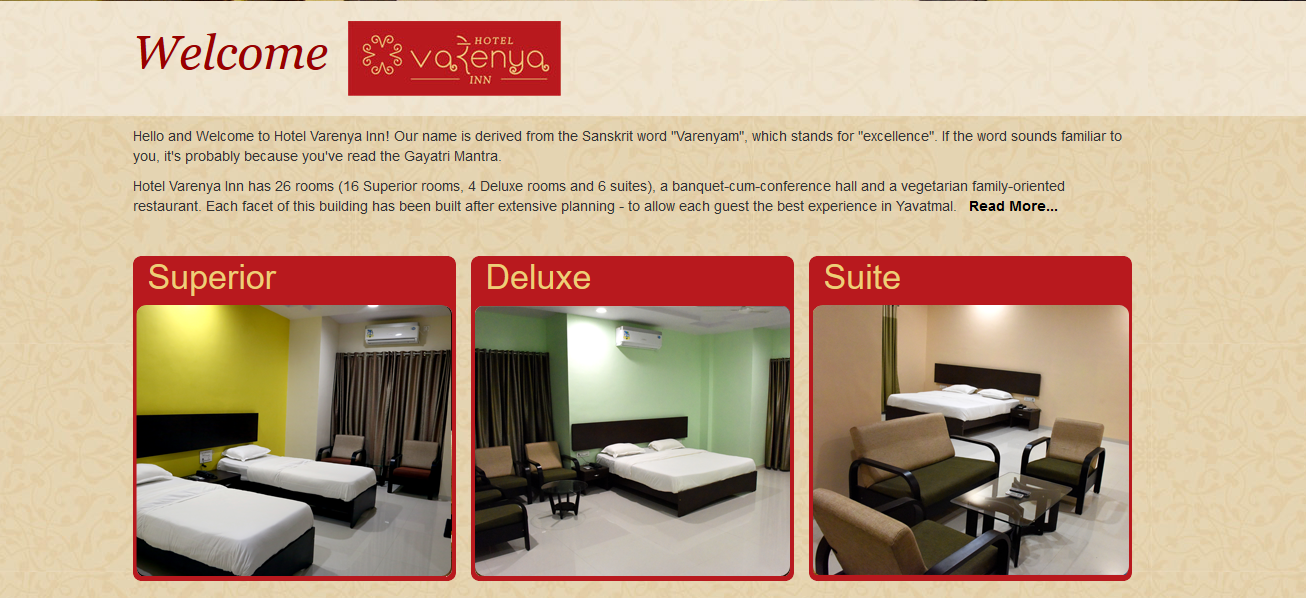 Welcome
HOTEL
vaरेnya
INN
Hello and Welcome to Hotel Varenya Inn! Our name is derived from the Sanskrit word "Varenyam", which stands for "excellence". If the word sounds familiar to
you, it's probably because you've read the Gayatri Mantra.
Hotel Varenya Inn has 26 rooms (16 Superior rooms, 4 Deluxe rooms and 6 suites), a banquet-cum-conference hall and a vegetarian family-oriented
restaurant. Each facet of this building has been built after extensive planning - to allow each guest the best experience in Yavatmal. Read More...
Superior
Deluxe
Suite